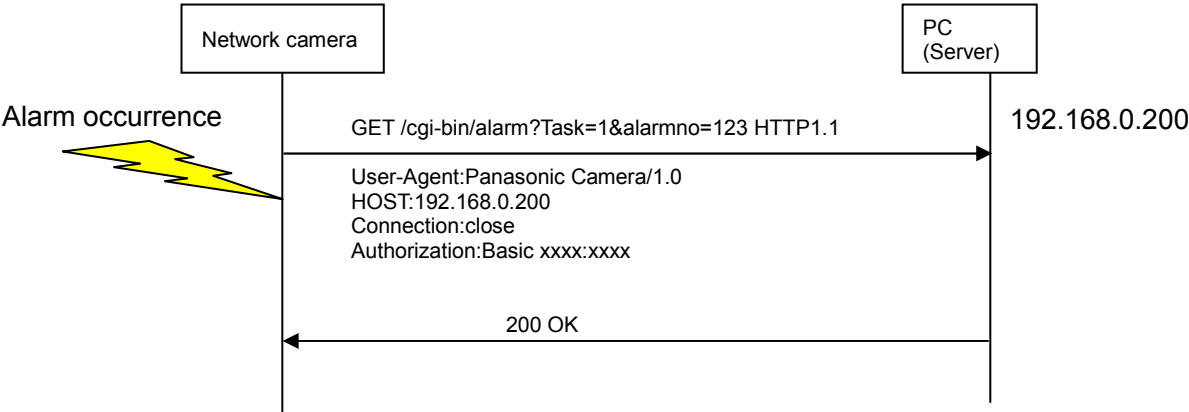 Network camera
PC
(Server)
Alarm occurrence
GET /cgi-bin/alarm?Task=1&alarmno=123 HTTP1.1
192.168.0.200
User-Agent:Panasonic Camera/1.0
HOST:192.168.0.200
Connection:close
Authorization:Basic xxxx:xxxx
200 OK